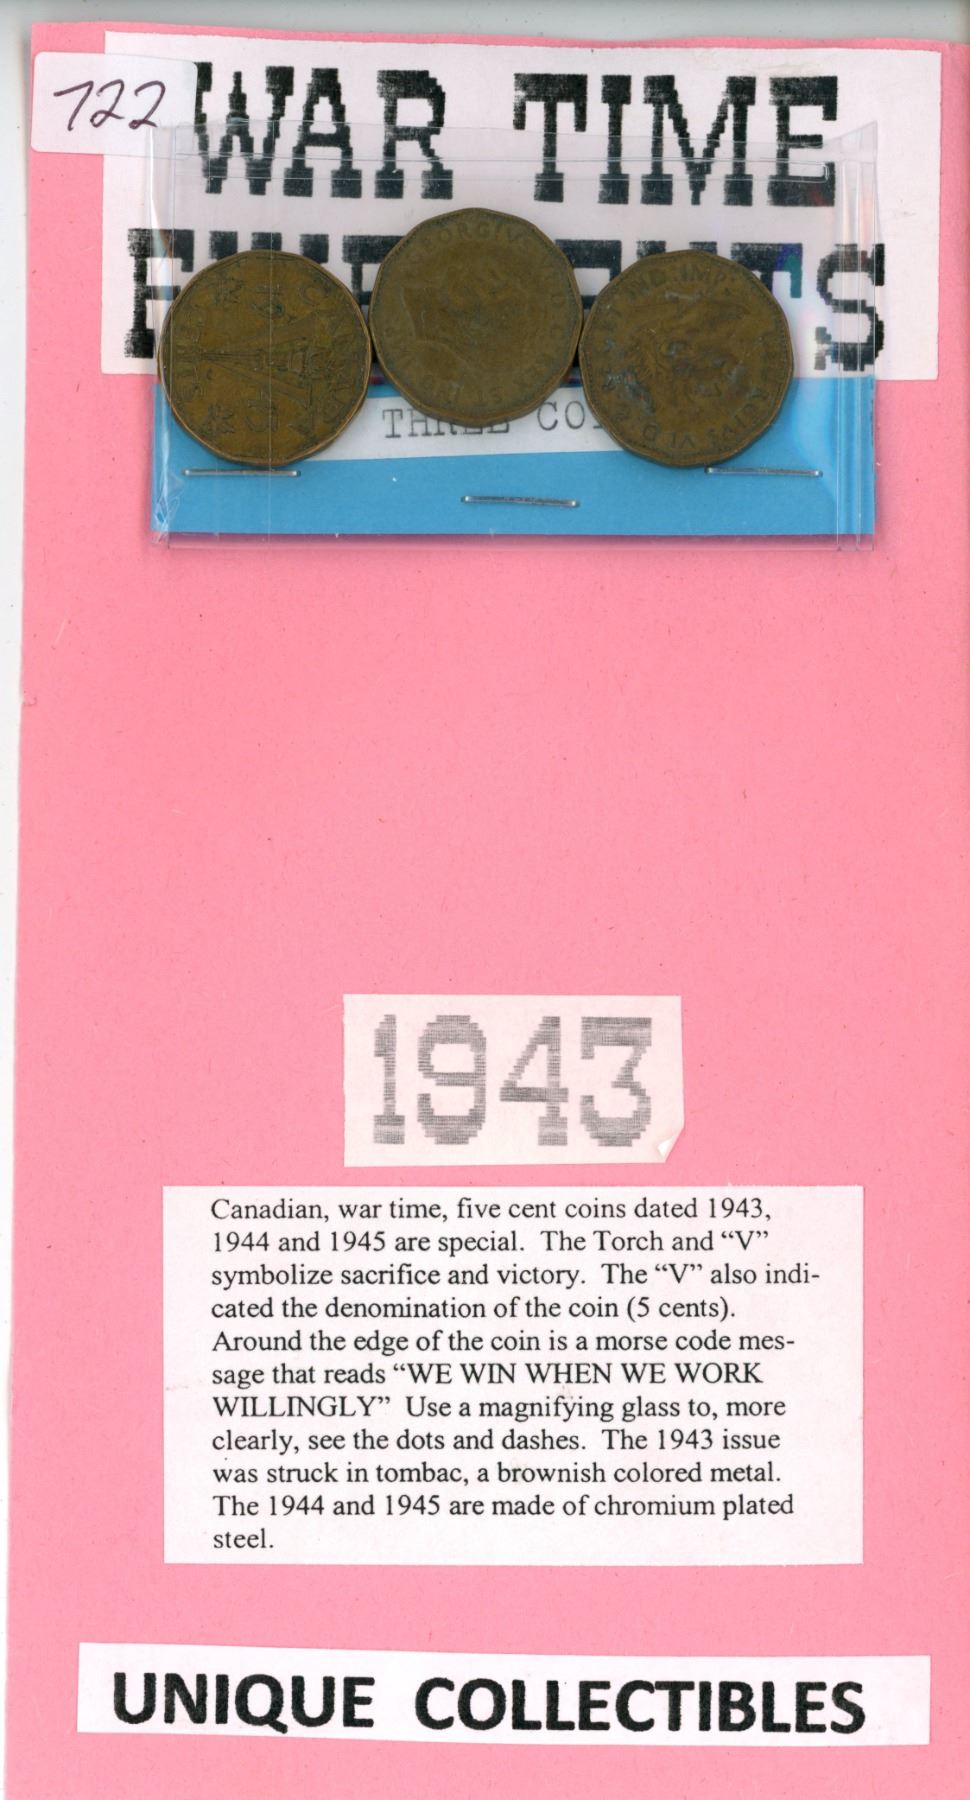 722
WAR TIME
THREE
GEORGIVS
IND. IMP.
1943
Canadian, war time, five cent coins dated 1943,
1944 and 1945 are special. The Torch and “V”
symbolize sacrifice and victory. The “V” also indi-
cated the denomination of the coin (5 cents).
Around the edge of the coin is a morse code mes-
sage that reads “WE WIN WHEN WE WORK
WILLINGLY” Use a magnifying glass to, more
clearly, see the dots and dashes. The 1943 issue
was struck in tombac, a brownish colored metal.
The 1944 and 1945 are made of chromium plated
steel.
UNIQUE COLLECTIBLES